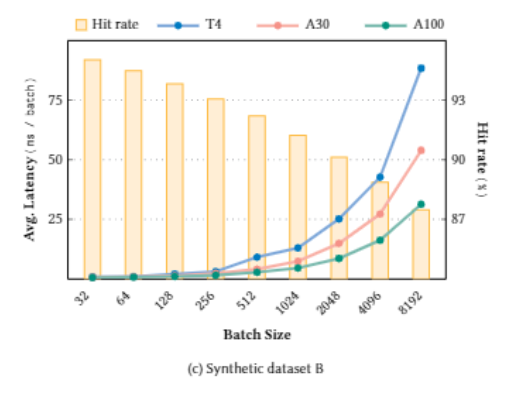 Hit rate T4 A30 A100
75 93
50 90
25 87
Avg. Latency ( ns / batch )
Hit rate ( % )
32 64 128 256 512 1024 2048 4096 8192
Batch Size
(c) Synthetic dataset B